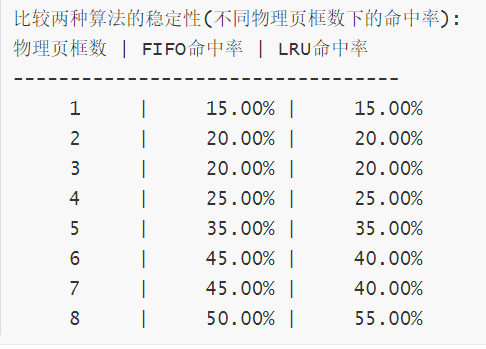 比较两种算法的稳定性(不同物理页框数下的命中率):
物理页框数 | FIFO命中率 | LRU命中率
----------------------------------
1 | 15.00% | 15.00%
2 | 20.00% | 20.00%
3 | 20.00% | 20.00%
4 | 25.00% | 25.00%
5 | 35.00% | 35.00%
6 | 45.00% | 40.00%
7 | 45.00% | 40.00%
8 | 50.00% | 55.00%